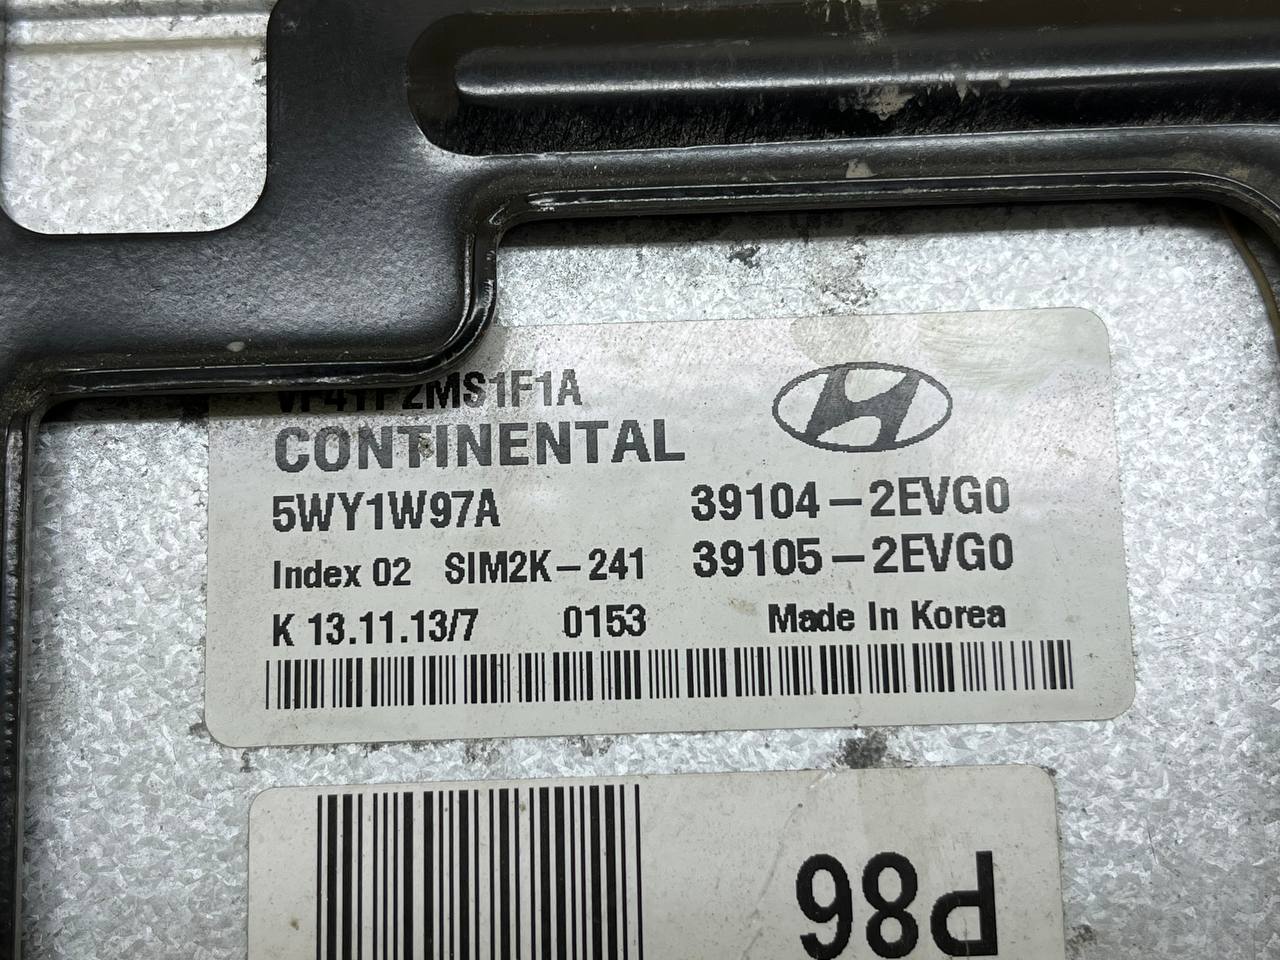 CONTINENTAL
5WY1W97A 39104-2EVG0
Index 02 SIM2K-241 39105-2EVG0
K 13.11.13/7 0153 Made In Korea
P86